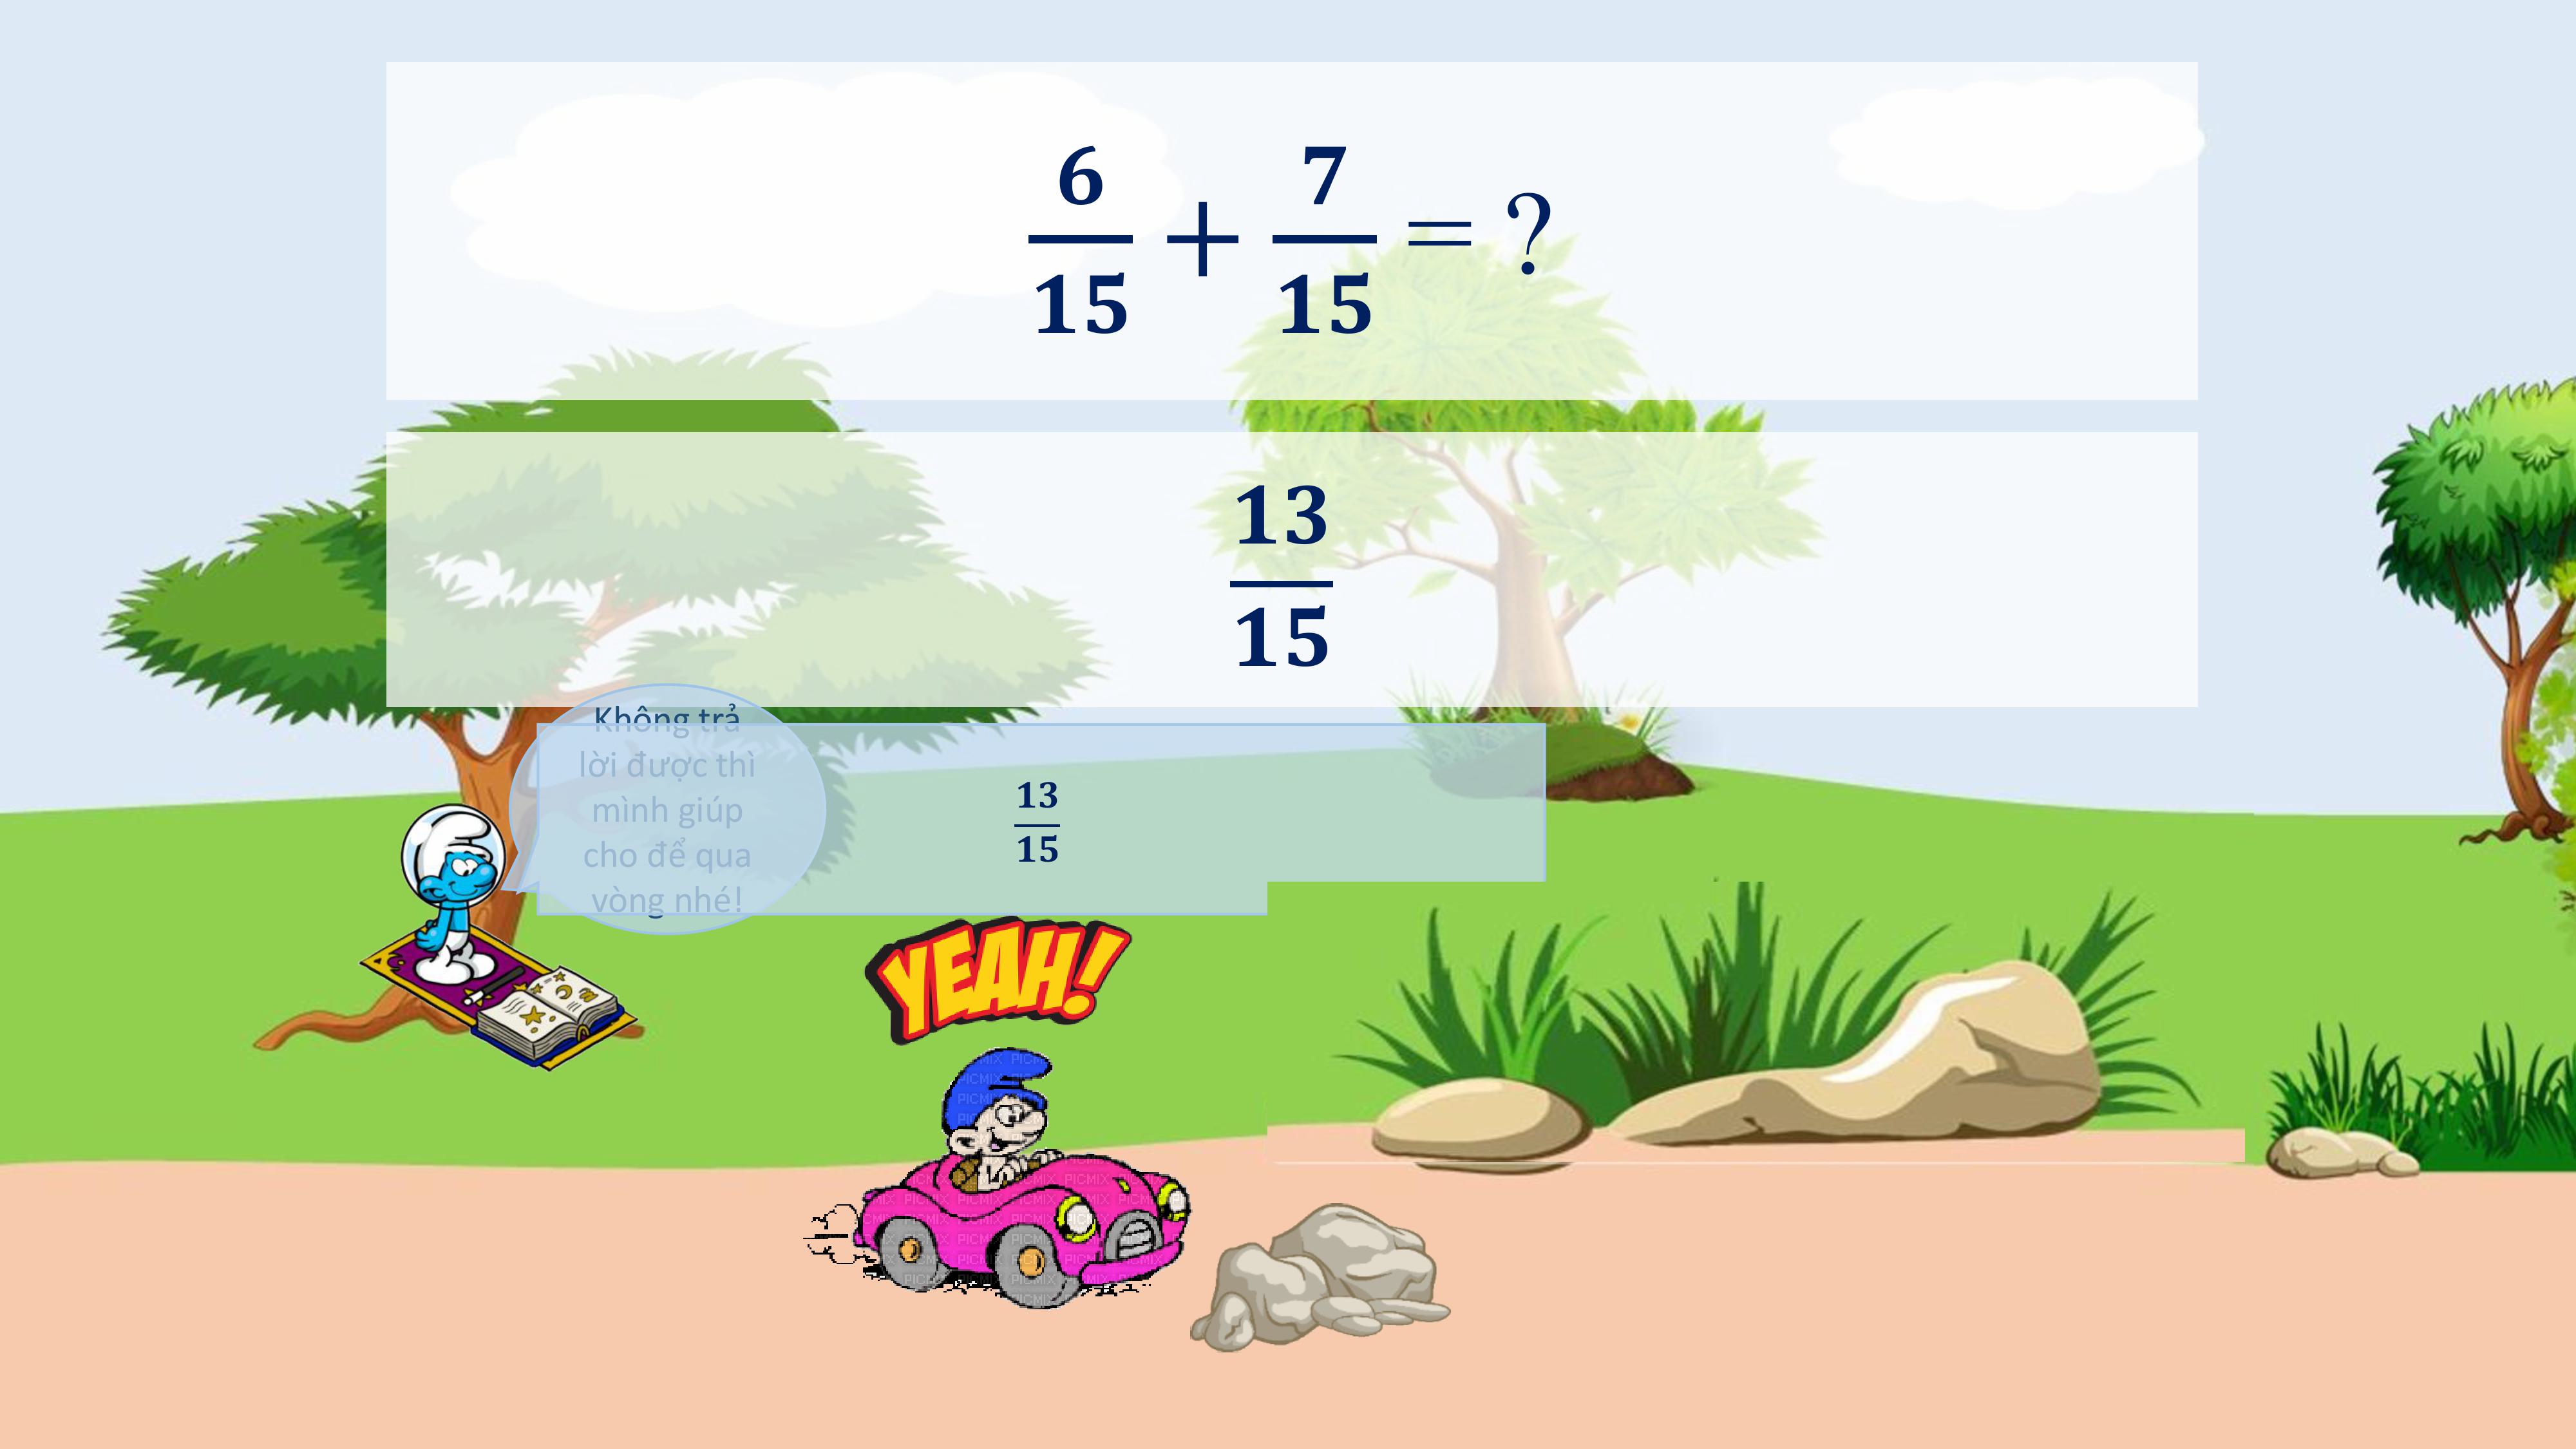 6/15 + 7/15 = ?
13/15
Không trả
lời được thì
mình giúp
cho để qua
vòng nhé!
13/15
YEAH!
PICMIX